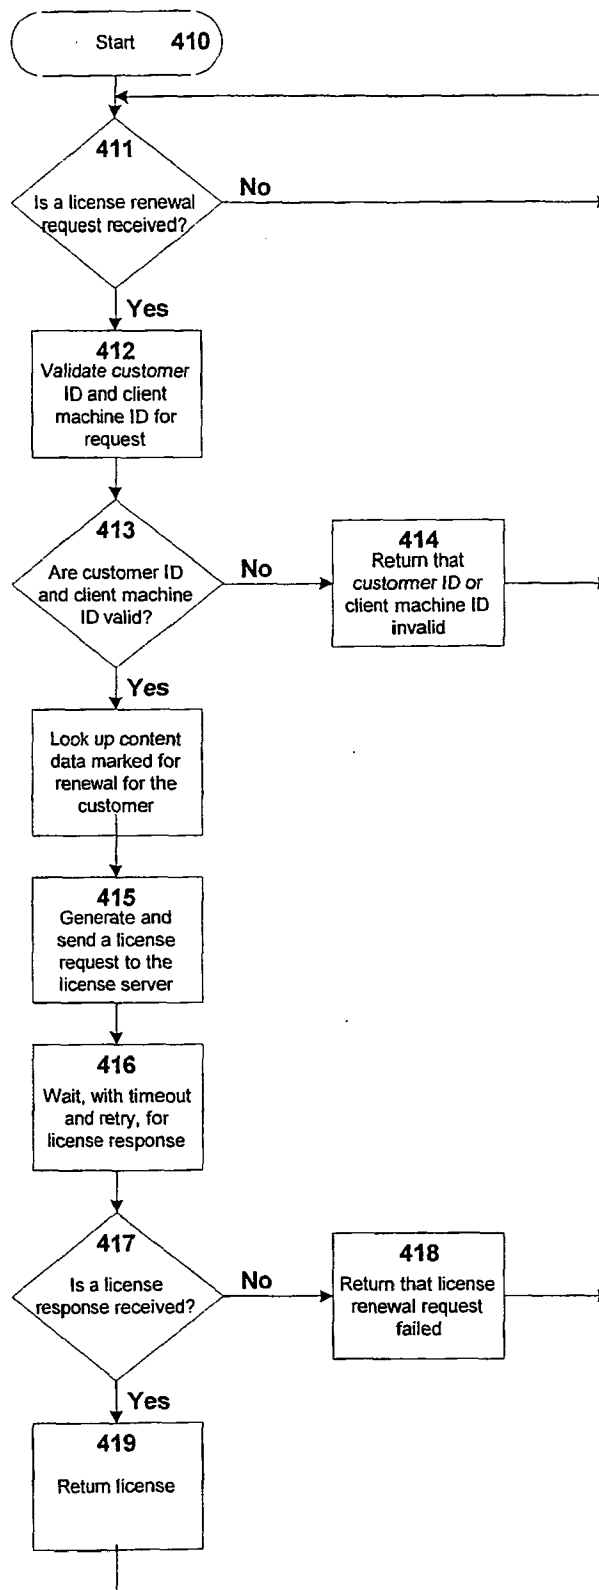 Start 410
411
Is a license renewal
request received?
No
Yes
412
Validate customer
ID and client
machine ID for
request
413
Are customer ID
and client machine
ID valid?
No
414
Return that
customer ID or
client machine ID
invalid
Yes
Look up content
data marked for
renewal for the
customer
415
Generate and
send a license
request to the
license server
416
Wait, with timeout
and retry, for
license response
417
Is a license
response received?
No
418
Return that license
renewal request
failed
Yes
419
Return license